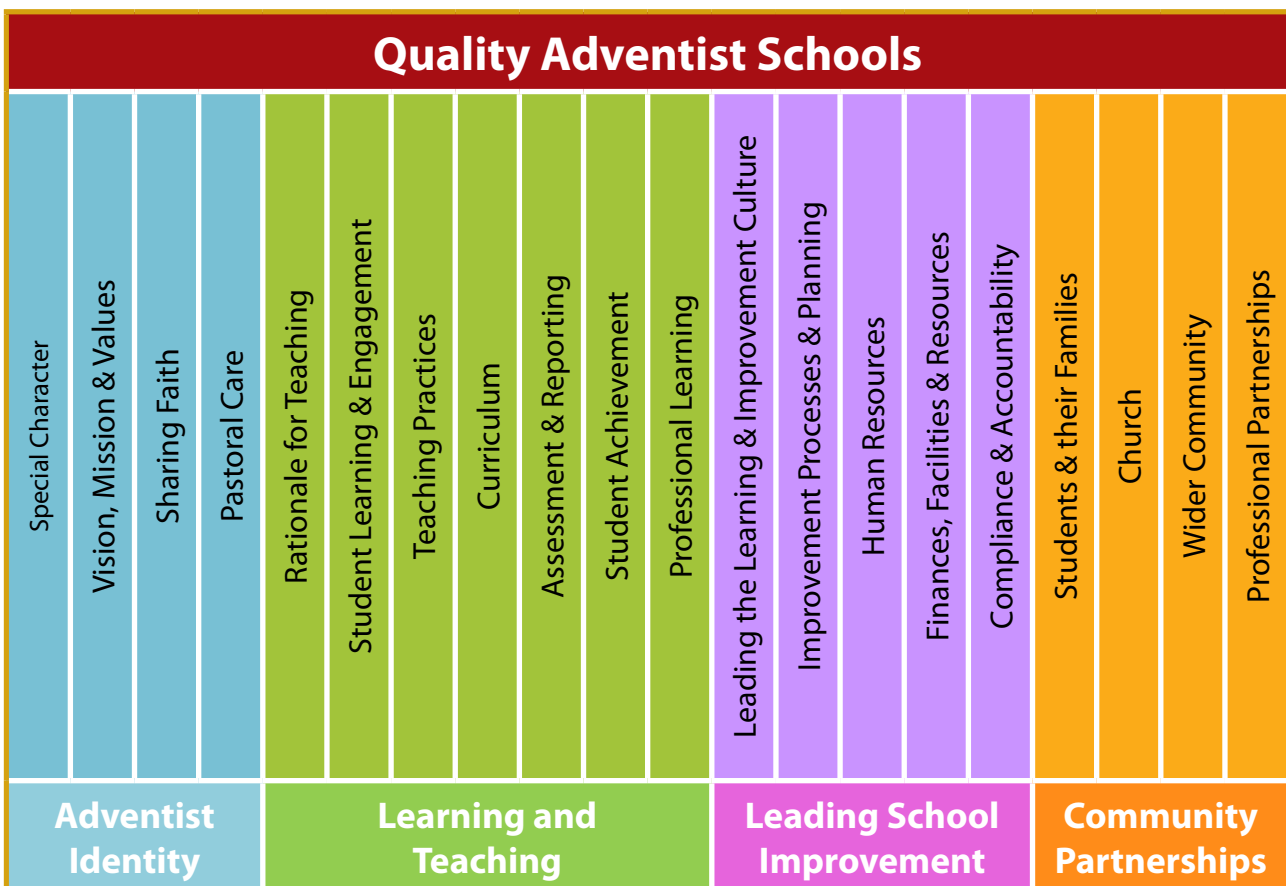 Quality Adventist Schools
Special Character
Vision, Mission & Values
Sharing Faith
Pastoral Care
Rationale for Teaching
Student Learning & Engagement
Teaching Practices
Curriculum
Assessment & Reporting
Student Achievement
Professional Learning
Leading the Learning & Improvement Culture
Improvement Processes & Planning
Human Resources
Finances, Facilities & Resources
Compliance & Accountability
Students & their Families
Church
Wider Community
Professional Partnerships
Adventist
Identity
Learning and
Teaching
Leading School
Improvement
Community
Partnerships